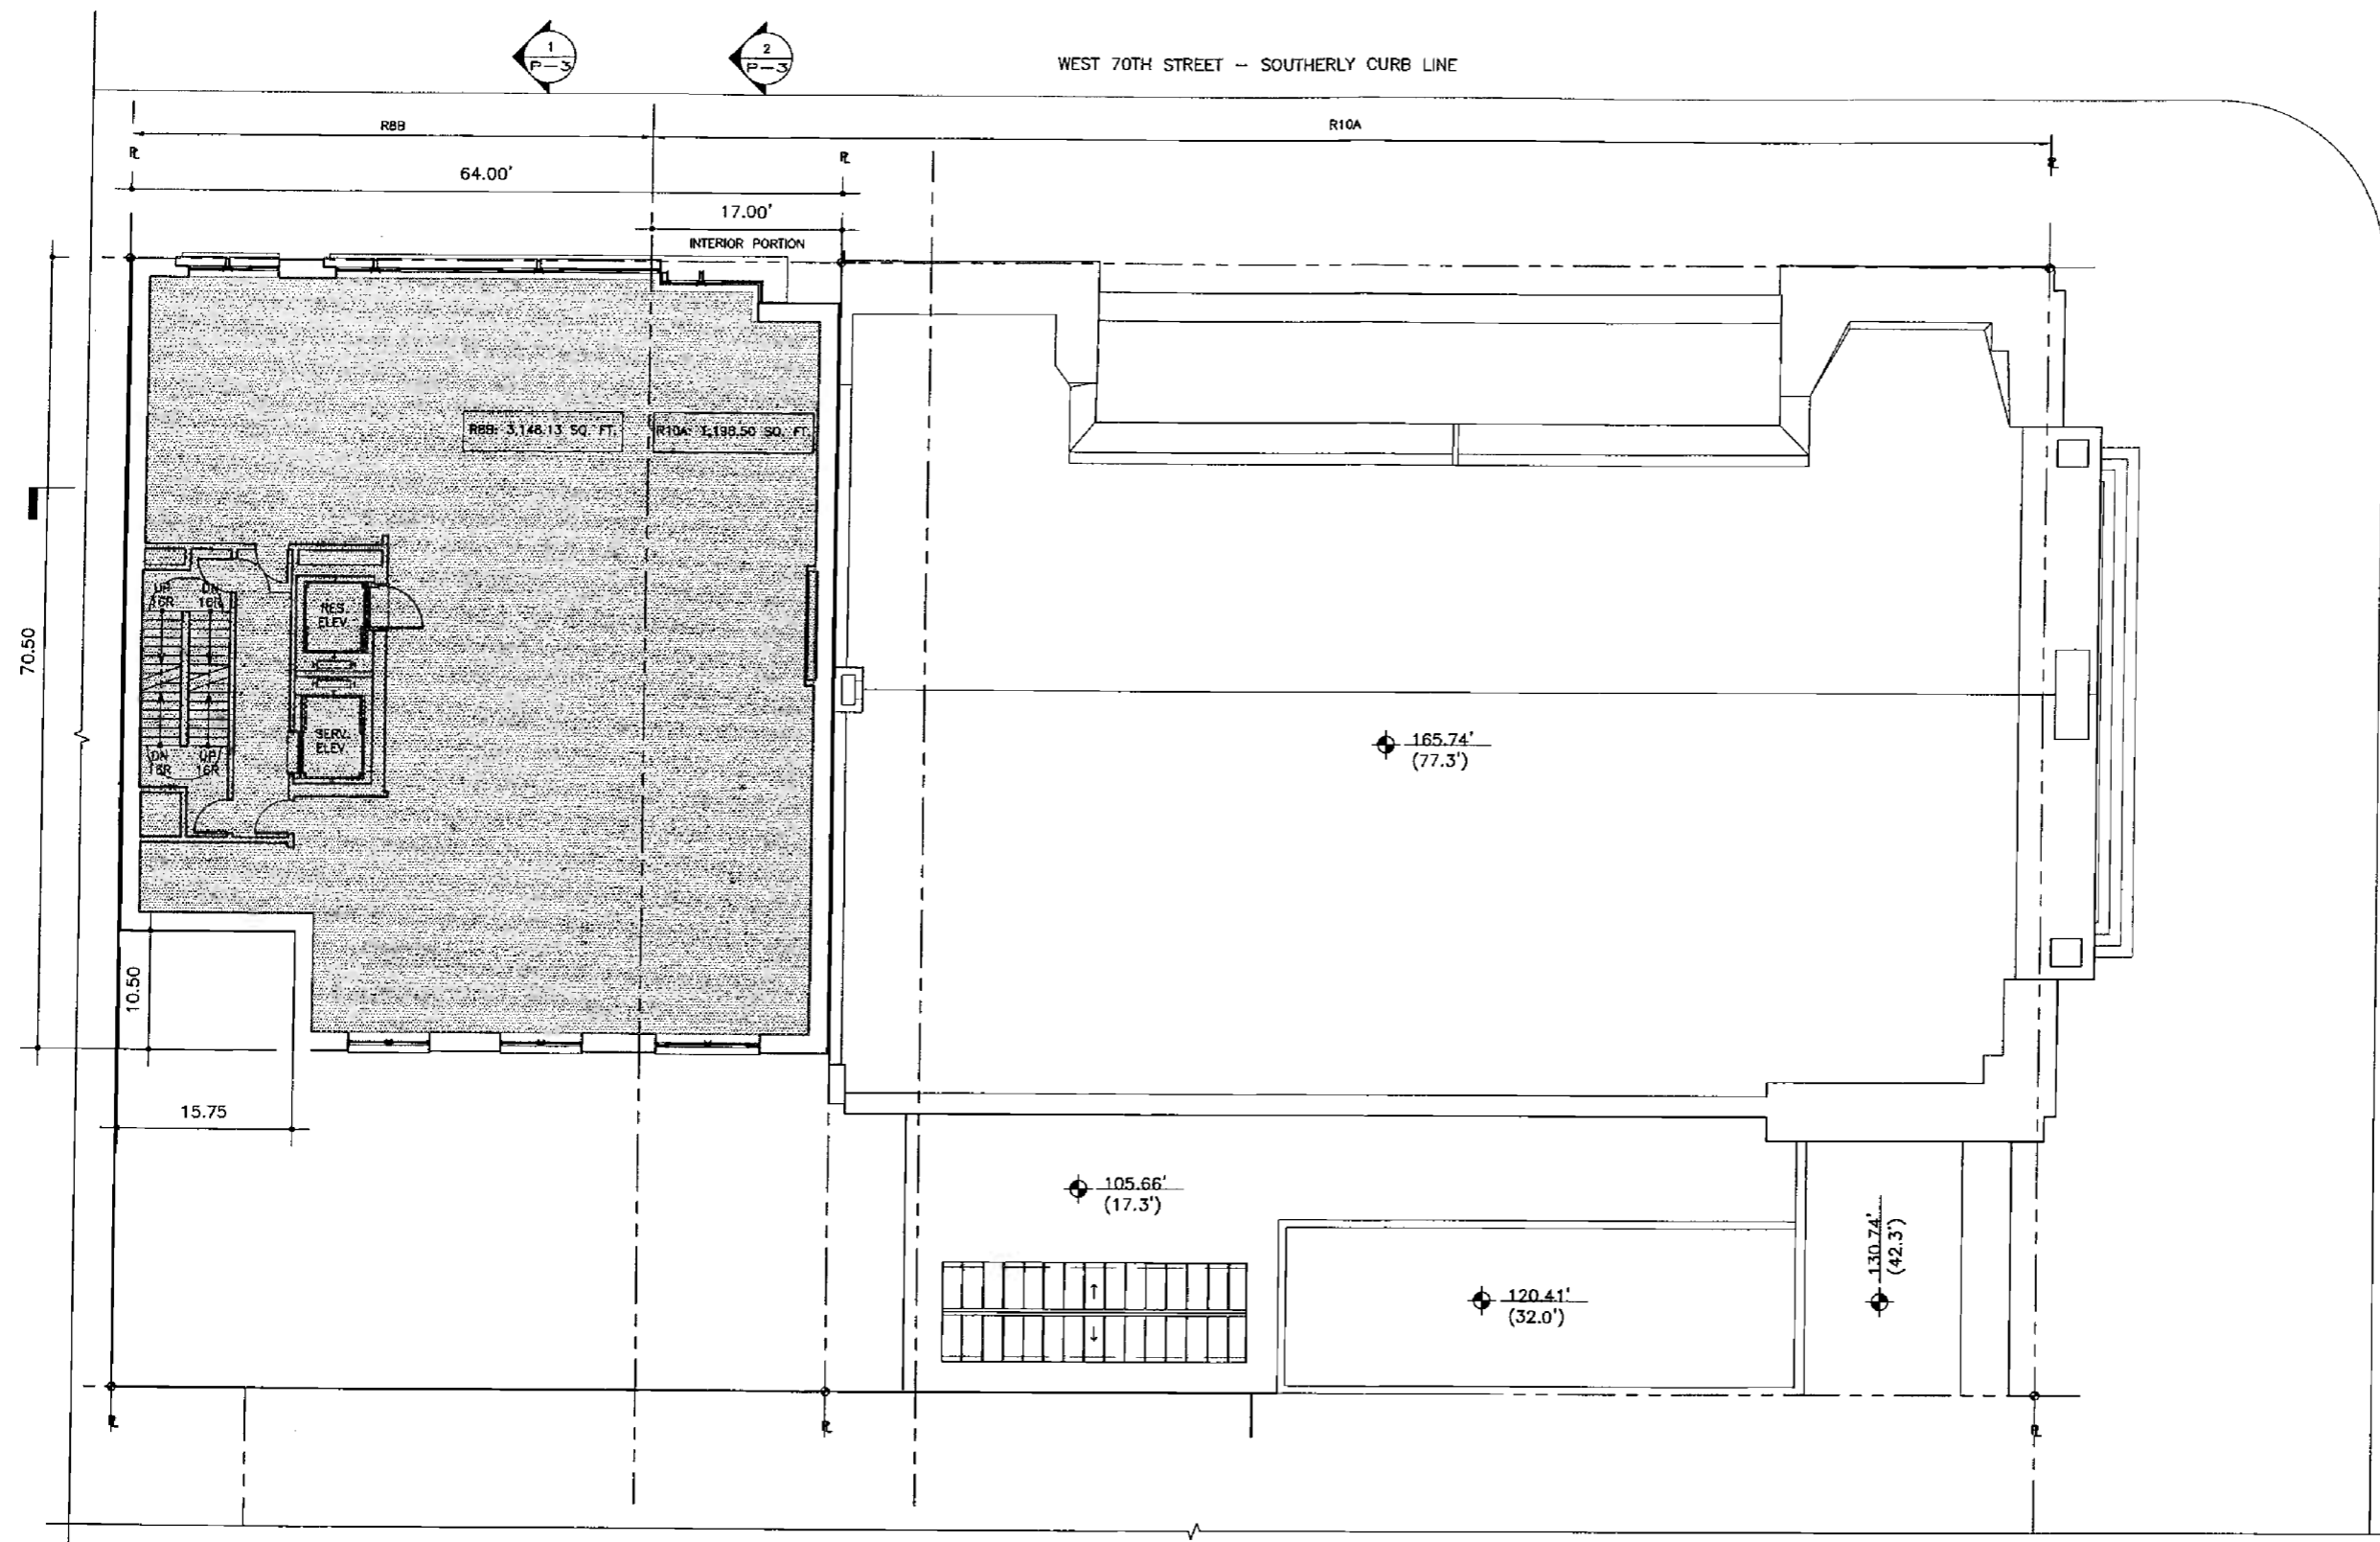 1
P-3
2
P-3
WEST 70TH STREET - SOUTHERLY CURB LINE
R8B
R10A
64.00'
17.00'
INTERIOR PORTION
R8B: 3,148.13 SQ. FT.
R10A: 1,198.50 SQ. FT.
UP
16R
DN
16R
RES.
ELEV.
70.50
SERV.
ELEV.
DN
16R
UP
16R
165.74'
(77.3')
10.50
15.75
105.66'
(17.3')
130.74'
(42.3')
120.41'
(32.0')